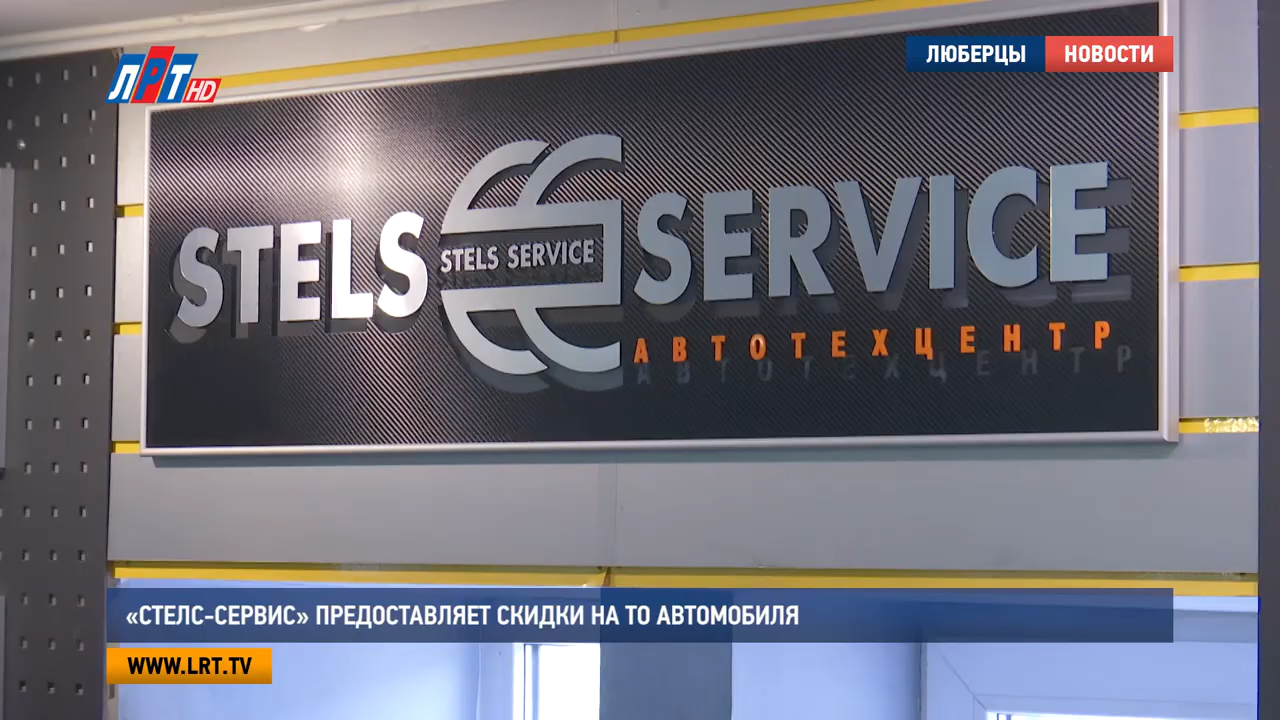 ЛРТ HD
ЛЮБЕРЦЫ НОВОСТИ
STELS STELS SERVICE SERVICE
АВТОТЕХЦЕНТР
«СТЕЛС-СЕРВИС» ПРЕДОСТАВЛЯЕТ СКИДКИ НА ТО АВТОМОБИЛЯ
WWW.LRT.TV